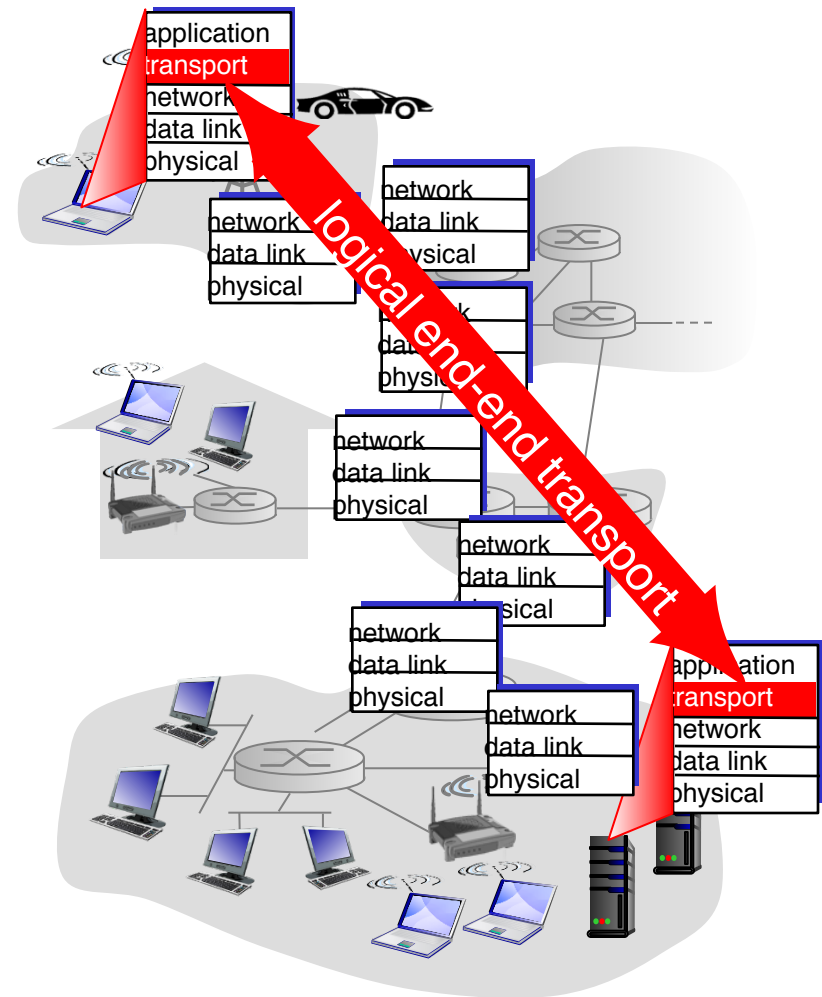 application
transport
network
data link
physical
network
data link
physical
network
data link
physical
logical end-end transport
data link
physical
network
data link
physical
network
data link
physical
network
data link
physical
application
transport
network
data link
physical